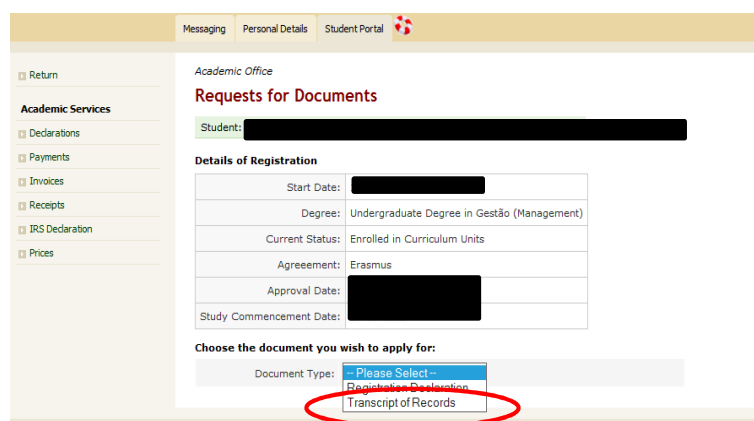 Messaging Personal Details Student Portal
Return
Academic Services
Declarations
Payments
Invoices
Receipts
IRS Declaration
Prices
Academic Office
Requests for Documents
Student:
Details of Registration
Start Date:
Degree: Undergraduate Degree in Gestão (Management)
Current Status: Enrolled in Curriculum Units
Agreeement: Erasmus
Approval Date:
Study Commencement Date:
Choose the document you wish to apply for:
Document Type: -- Please Select --
Registration Declaration
Transcript of Records